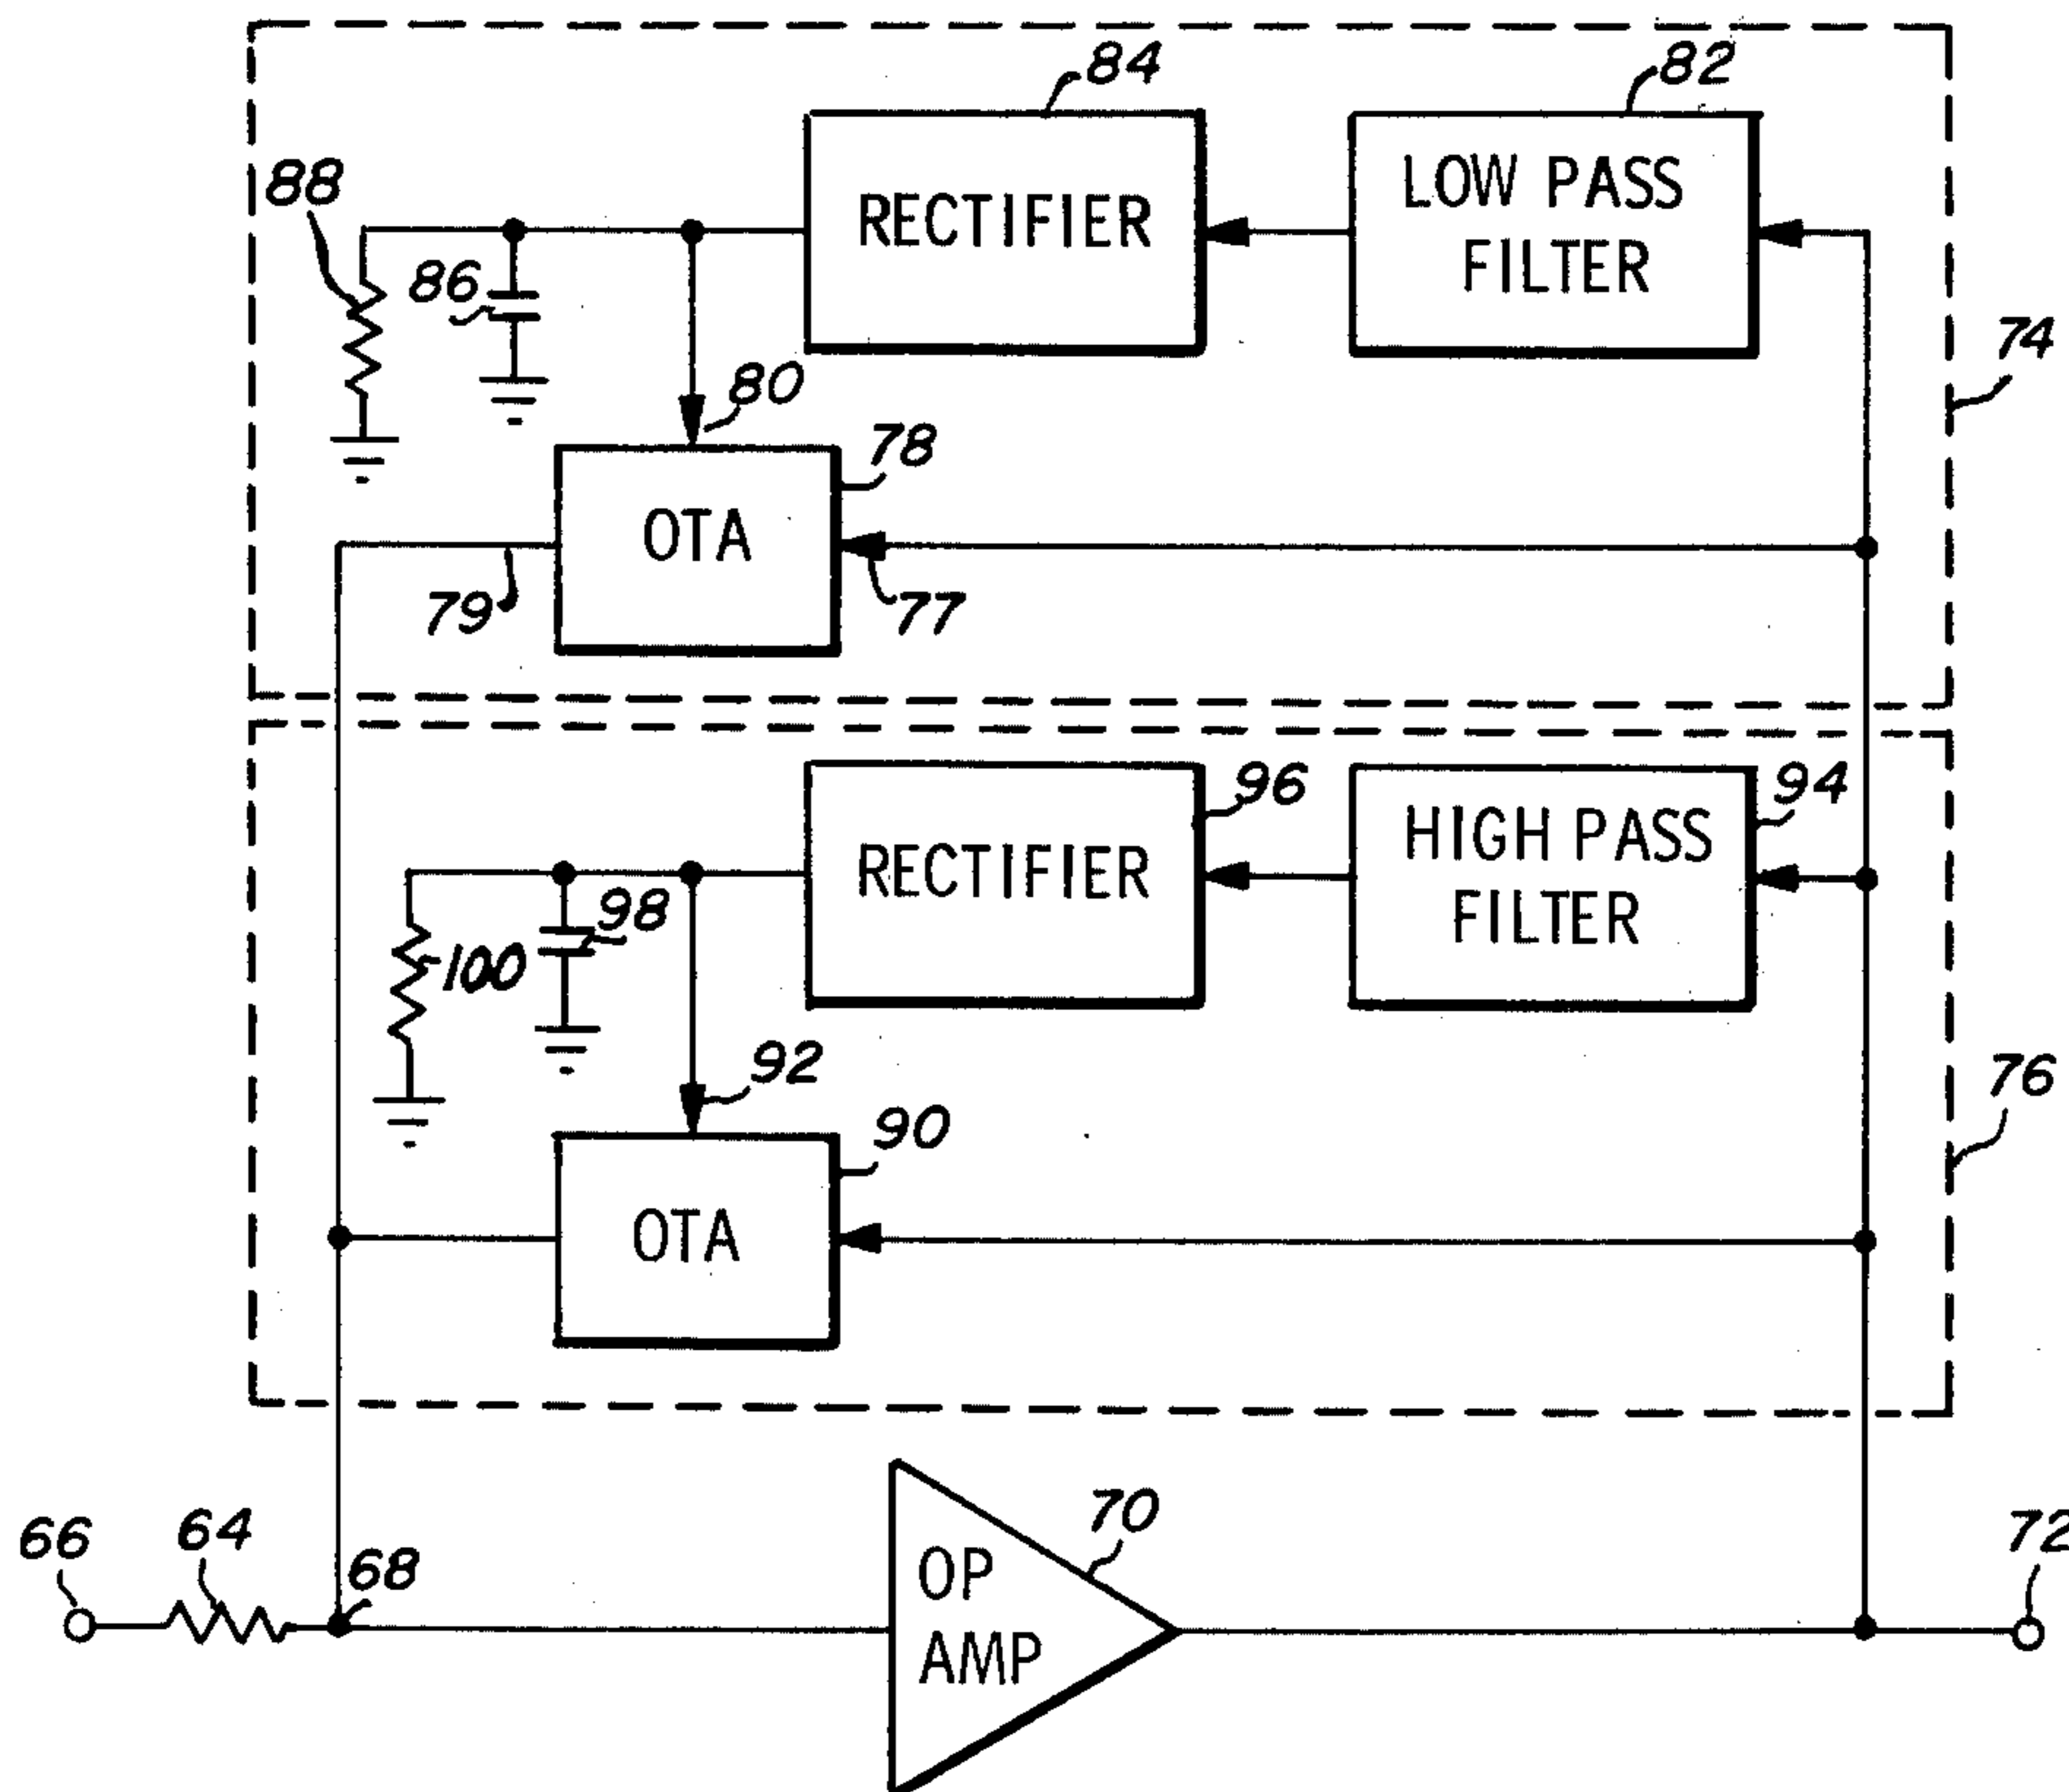 84
82
88
RECTIFIER
LOW PASS
FILTER
86
74
80
78
OTA
79
77
96
94
RECTIFIER
HIGH PASS
FILTER
98
100
92
76
90
OTA
66
64
68
70
72
OP
AMP